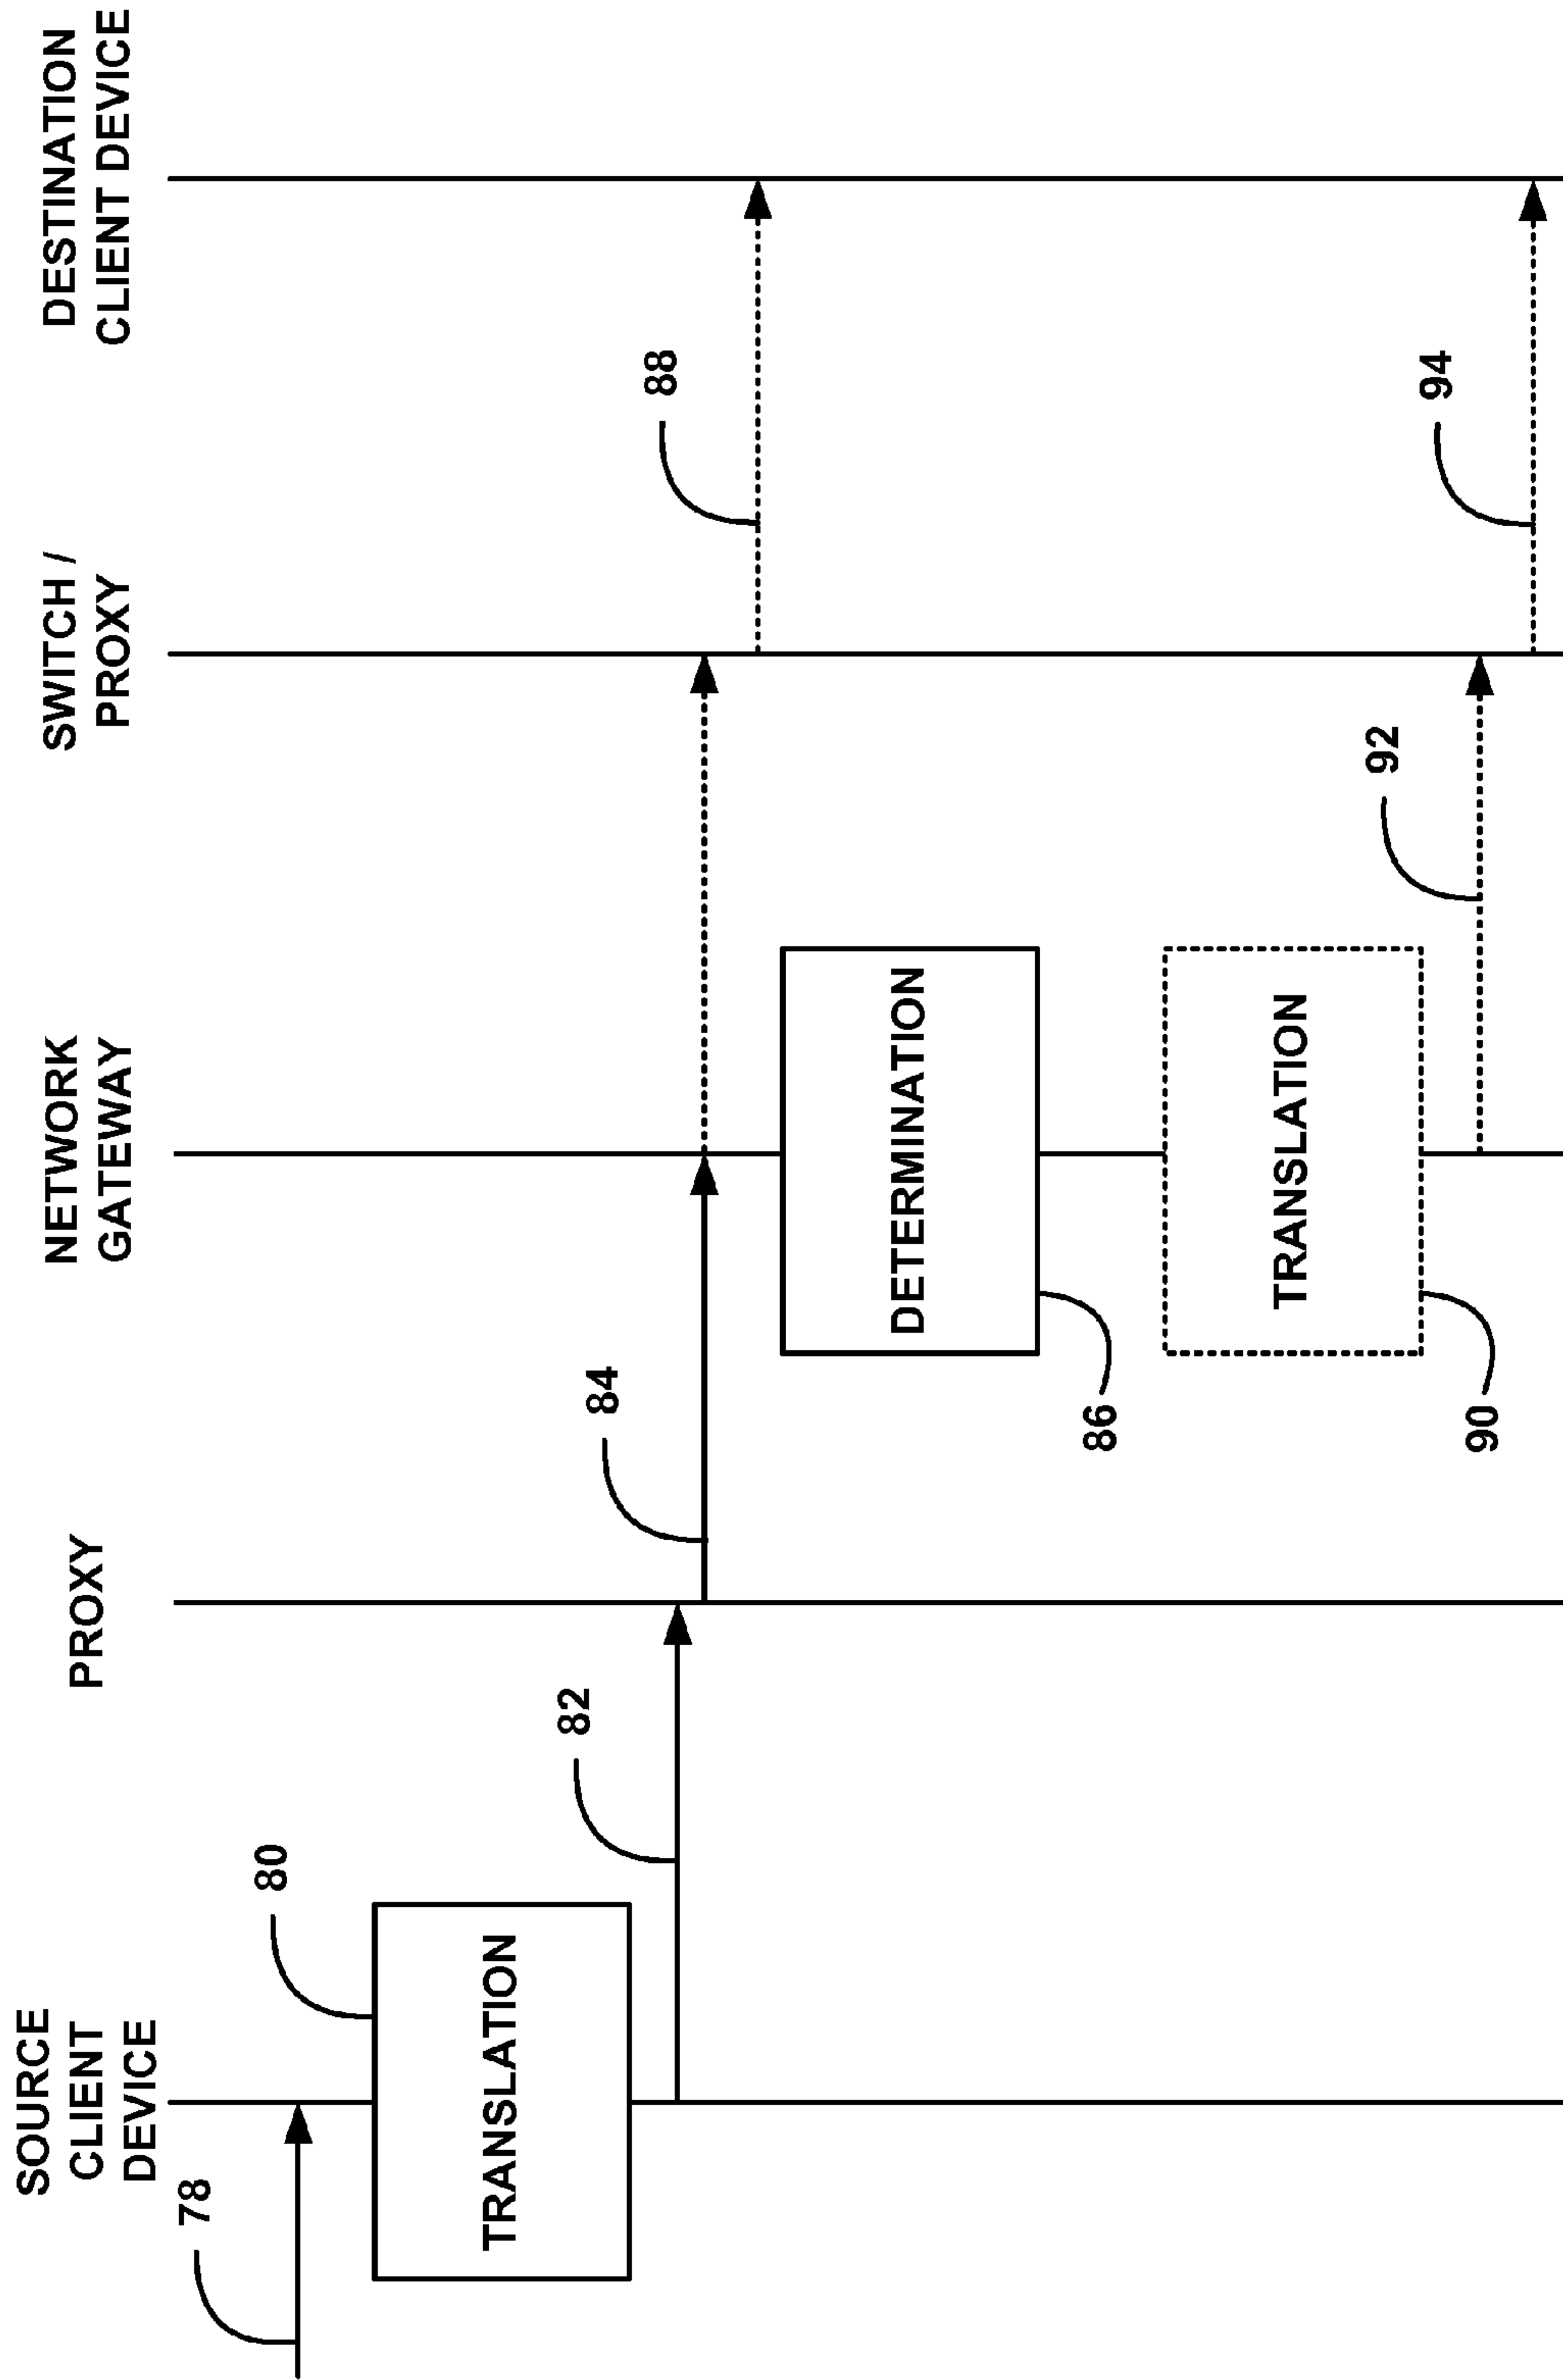 SOURCE
CLIENT
DEVICE
PROXY
NETWORK
GATEWAY
SWITCH /
PROXY
DESTINATION
CLIENT DEVICE
78
80
TRANSLATION
82
84
88
DETERMINATION
86
TRANSLATION
90
92
94